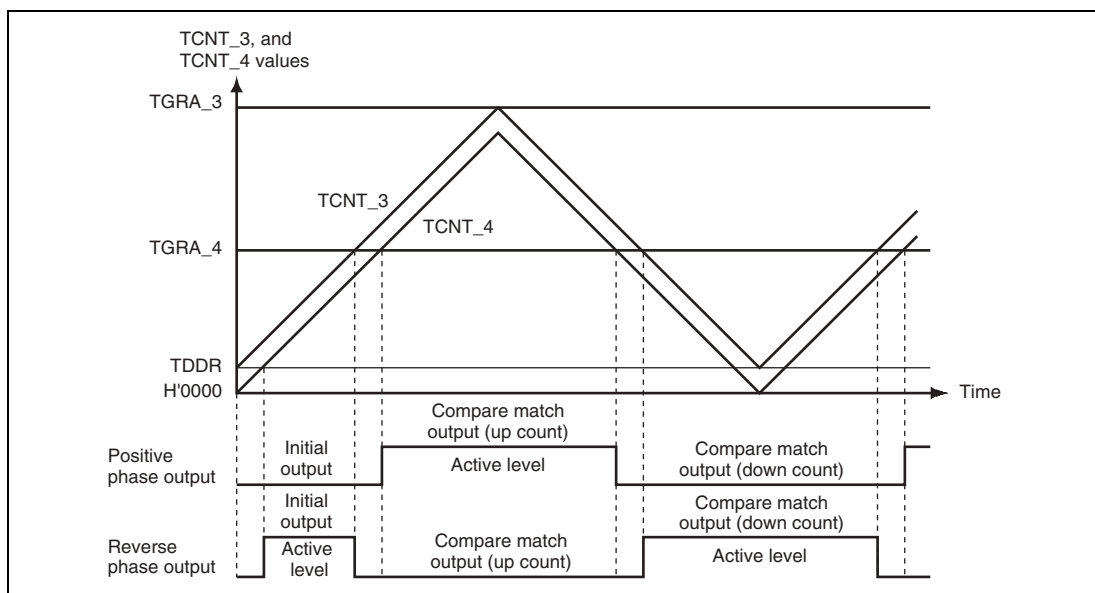 TCNT_3, and
TCNT_4 values
TGRA_3
TCNT_3
TCNT_4
TGRA_4
TDDR
H'0000
Time
Positive
phase output
Initial
output
Compare match
output (up count)
Active level
Compare match
output (down count)
Reverse
phase output
Initial
output
Active
level
Compare match
output (up count)
Compare match
output (down count)
Active level